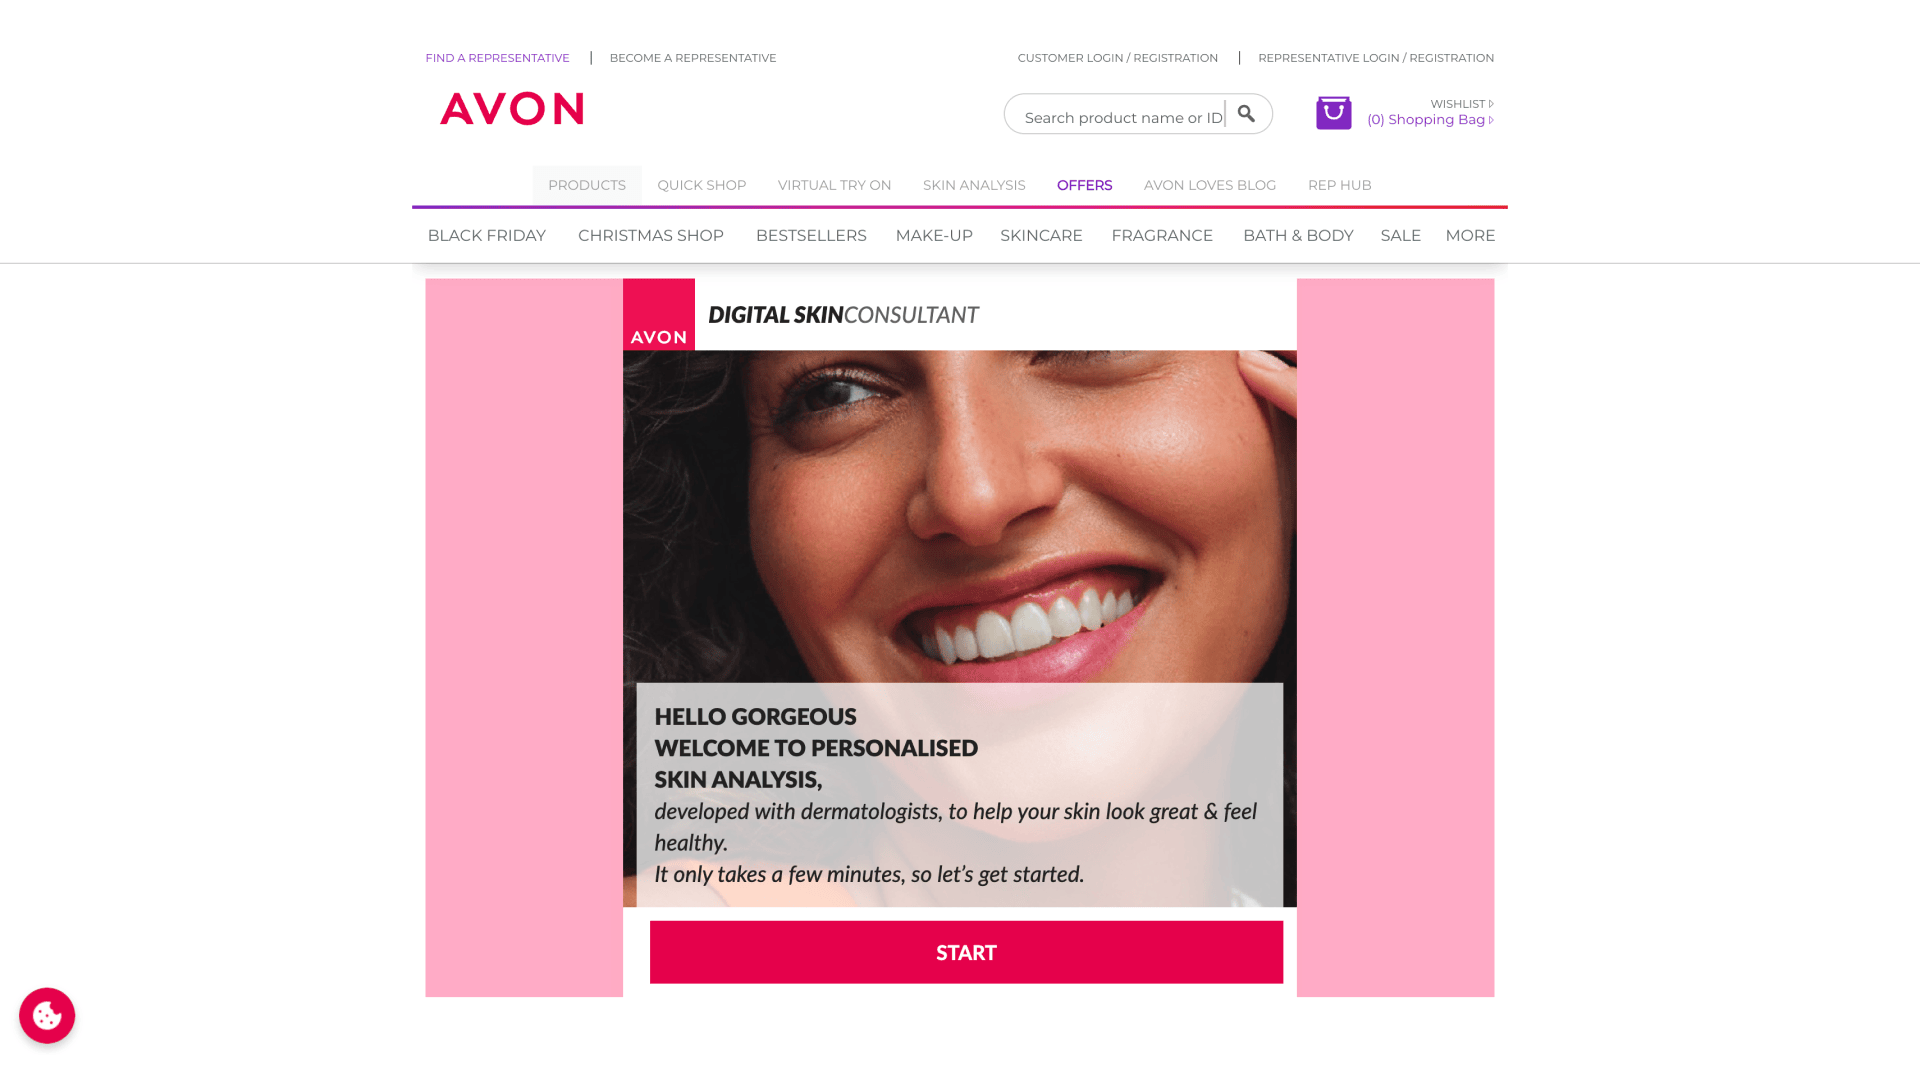 FIND A REPRESENTATIVE | BECOME A REPRESENTATIVE
CUSTOMER LOGIN / REGISTRATION | REPRESENTATIVE LOGIN / REGISTRATION
AVON
Search product name or ID
WISHLIST
(0) Shopping Bag
PRODUCTS QUICK SHOP VIRTUAL TRY ON SKIN ANALYSIS OFFERS AVON LOVES BLOG REP HUB
BLACK FRIDAY CHRISTMAS SHOP BESTSELLERS MAKE-UP SKINCARE FRAGRANCE BATH & BODY SALE MORE
AVON
DIGITAL SKINCONSULTANT
HELLO GORGEOUS
WELCOME TO PERSONALISED
SKIN ANALYSIS,
developed with dermatologists, to help your skin look great & feel
healthy.
It only takes a few minutes, so let’s get started.
START